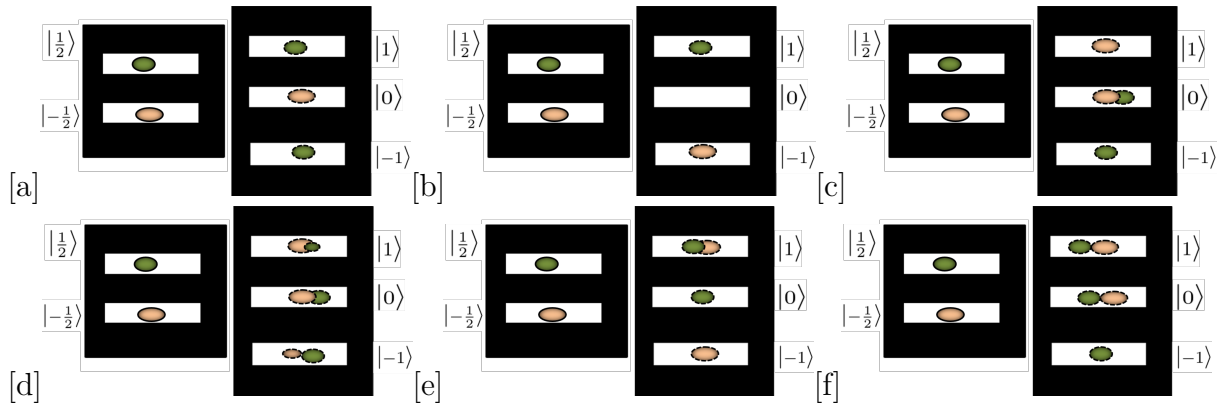 |1/2⟩ |1⟩ |1/2⟩ |1⟩ |1/2⟩ |1⟩
|-1/2⟩ |0⟩ |-1/2⟩ |0⟩ |-1/2⟩ |0⟩
[a] |-1⟩ [b] |-1⟩ [c] |-1⟩
|1/2⟩ |1⟩ |1/2⟩ |1⟩ |1/2⟩ |1⟩
|-1/2⟩ |0⟩ |-1/2⟩ |0⟩ |-1/2⟩ |0⟩
[d] |-1⟩ [e] |-1⟩ [f] |-1⟩